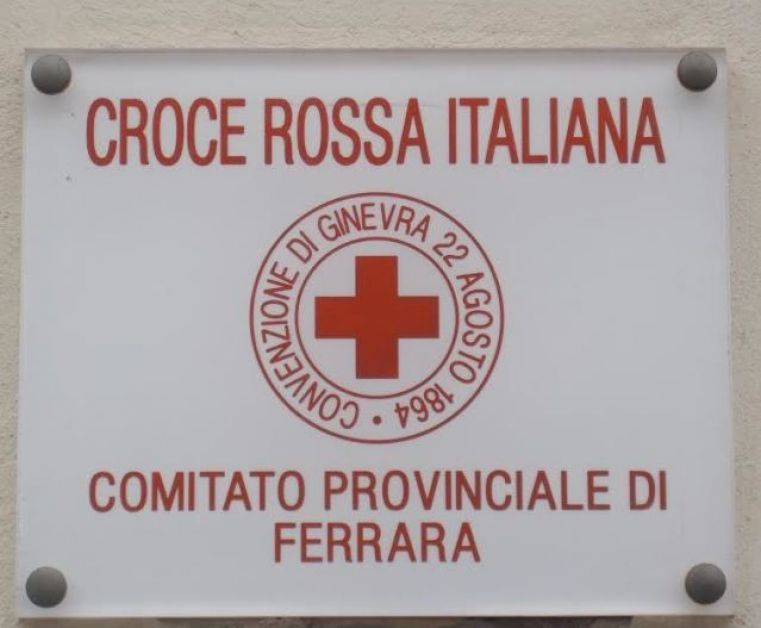 CROCE ROSSA ITALIANA
CONVENZIONE DI GINEVRA 22 AGOSTO 1864 •
COMITATO PROVINCIALE DI
FERRARA